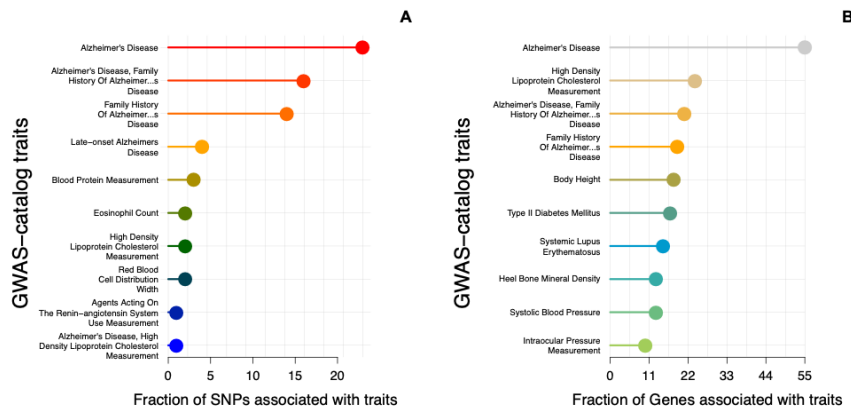 A
GWAS-catalog traits
Alzheimer's Disease
Alzheimer's Disease, Family
History Of Alzheimer...s
Disease
Family History
Of Alzheimer...s
Disease
Late-onset Alzheimers
Disease
Blood Protein Measurement
Eosinophil Count
High Density
Lipoprotein Cholesterol
Measurement
Red Blood
Cell Distribution
Width
Agents Acting On
The Renin-angiotensin System
Use Measurement
Alzheimer's Disease, High
Density Lipoprotein Cholesterol
Measurement
0 5 10 15 20
Fraction of SNPs associated with traits
B
GWAS-catalog traits
Alzheimer's Disease
High Density
Lipoprotein Cholesterol
Measurement
Alzheimer's Disease, Family
History Of Alzheimer...s
Disease
Family History
Of Alzheimer...s
Disease
Body Height
Type II Diabetes Mellitus
Systemic Lupus
Erythematosus
Heel Bone Mineral Density
Systolic Blood Pressure
Intraocular Pressure
Measurement
0 11 22 33 44 55
Fraction of Genes associated with traits